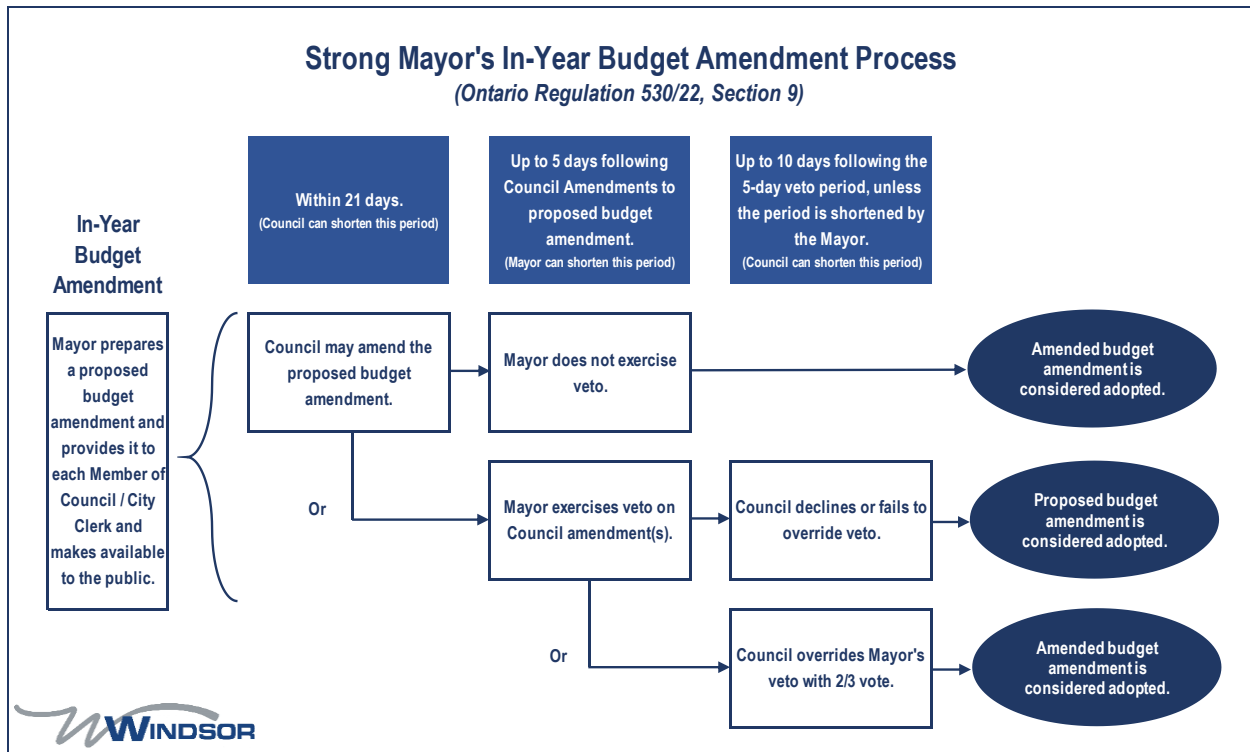 Strong Mayor's In-Year Budget Amendment Process
(Ontario Regulation 530/22, Section 9)
In-Year
Budget
Amendment
Mayor prepares
a proposed
budget
amendment and
provides it to
each Member of
Council / City
Clerk and
makes available
to the public.
Within 21 days.
(Council can shorten this period)
Up to 5 days following
Council Amendments to
proposed budget
amendment.
(Mayor can shorten this period)
Up to 10 days following the
5-day veto period, unless
the period is shortened by
the Mayor.
(Council can shorten this period)
Council may amend the
proposed budget
amendment.
Mayor does not exercise
veto.
Amended budget
amendment is
considered adopted.
Or
Mayor exercises veto on
Council amendment(s).
Council declines or fails to
override veto.
Proposed budget
amendment is
considered adopted.
Or
Council overrides Mayor's
veto with 2/3 vote.
Amended budget
amendment is
considered adopted.
WINDSOR